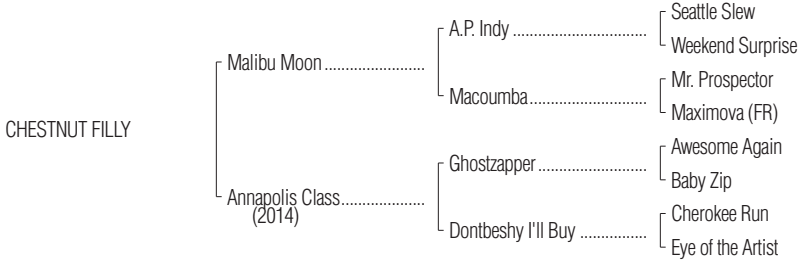 Seattle Slew
A.P. Indy ................................
Weekend Surprise
Malibu Moon ........................
Mr. Prospector
Macoumba............................
Maximova (FR)
CHESTNUT FILLY
Awesome Again
Ghostzapper ..........................
Baby Zip
Annapolis Class....................
(2014)
Cherokee Run
Dontbeshy I'll Buy ................
Eye of the Artist